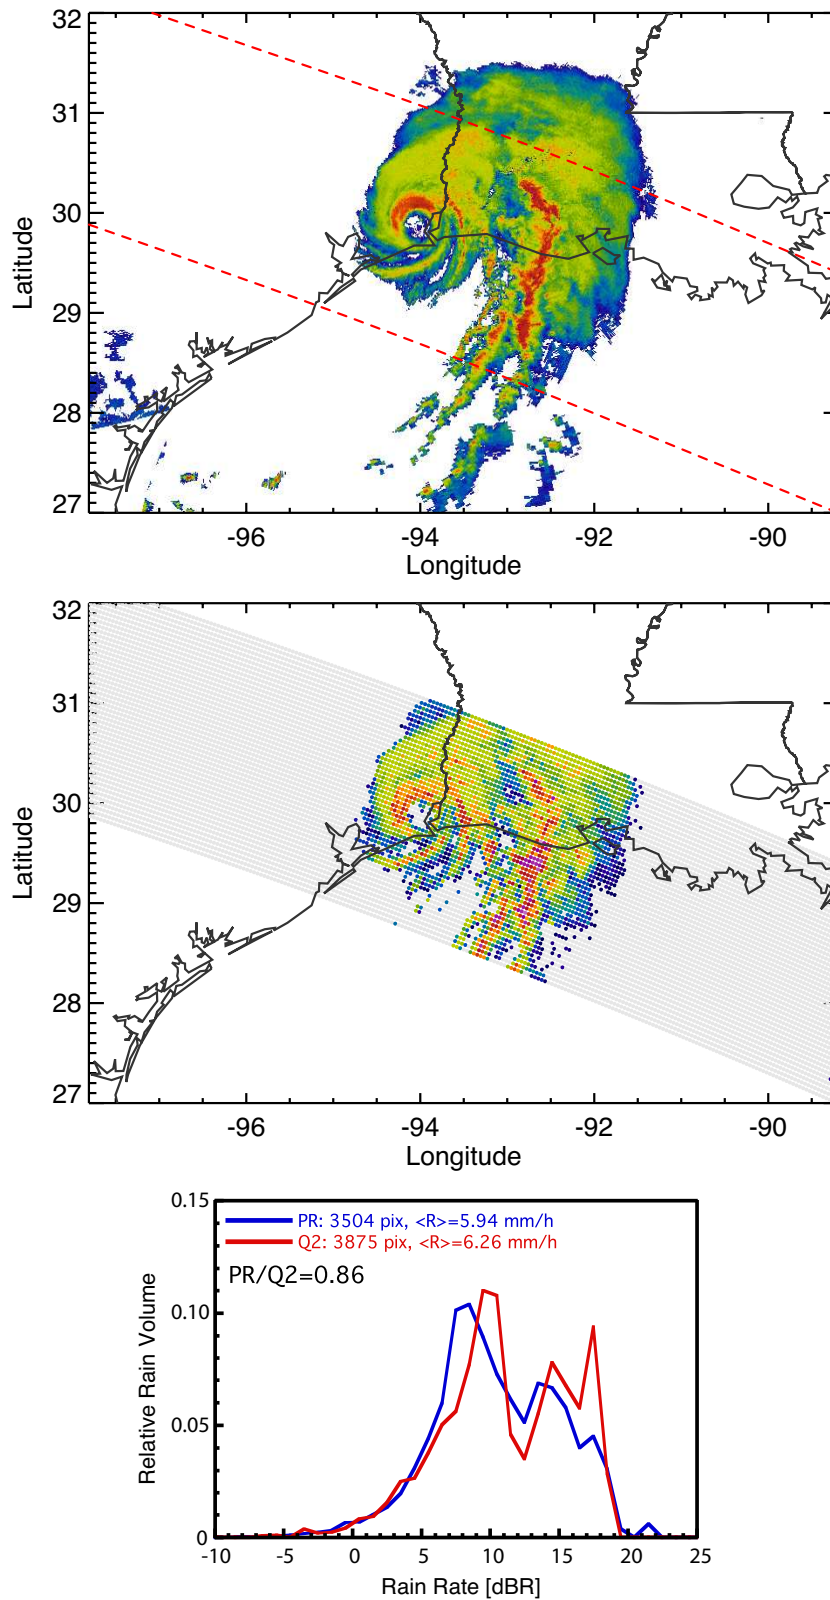 32
31
30
29
28
27
Latitude
-96 -94 -92 -90
Longitude
32
31
30
29
28
27
Latitude
-96 -94 -92 -90
Longitude
0.15
0.10
0.05
0
Relative Rain Volume
PR: 3504 pix, <R>=5.94 mm/h
Q2: 3875 pix, <R>=6.26 mm/h
PR/Q2=0.86
-10 -5 0 5 10 15 20 25
Rain Rate [dBR]